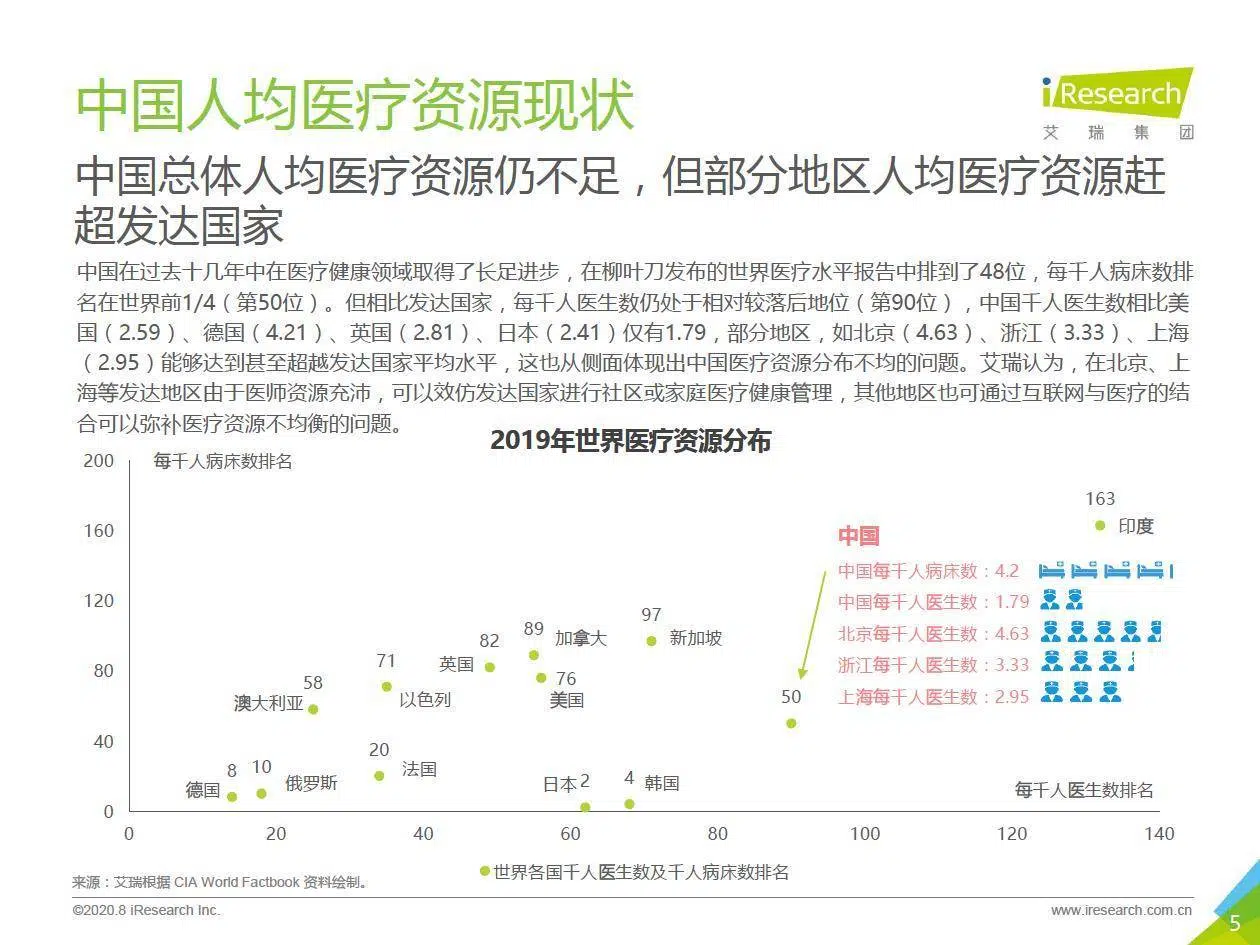 中国人均医疗资源现状
iResearch
艾 瑞 集 团
中国总体人均医疗资源仍不足，但部分地区人均医疗资源赶
超发达国家
中国在过去十几年中在医疗健康领域取得了长足进步，在柳叶刀发布的世界医疗水平报告中排到了48位，每千人病床数排
名在世界前1/4（第50位）。但相比发达国家，每千人医生数仍处于相对较落后地位（第90位），中国千人医生数相比美
国（2.59）、德国（4.21）、英国（2.81）、日本（2.41）仅有1.79，部分地区，如北京（4.63）、浙江（3.33）、上海
（2.95）能够达到甚至超越发达国家平均水平，这也从侧面体现出中国医疗资源分布不均的问题。艾瑞认为，在北京、上
海等发达地区由于医师资源充沛，可以效仿发达国家进行社区或家庭医疗健康管理，其他地区也可通过互联网与医疗的结
合可以弥补医疗资源不均衡的问题。
2019年世界医疗资源分布
每千人病床数排名
200
160
120
80
40
0
0 20 40 60 80 100 120 140
163
印度
中国
中国每千人病床数：4.2
中国每千人医生数：1.79
北京每千人医生数：4.63
浙江每千人医生数：3.33
上海每千人医生数：2.95
97
新加坡
89
加拿大
82
英国
76
美国
71
以色列
58
澳大利亚
50
20
法国
8
德国
10
俄罗斯
日本 2
4
韩国
每千人医生数排名
世界各国千人医生数及千人病床数排名
来源：艾瑞根据 CIA World Factbook 资料绘制。
©2020.8 iResearch Inc.
www.iresearch.com.cn
5